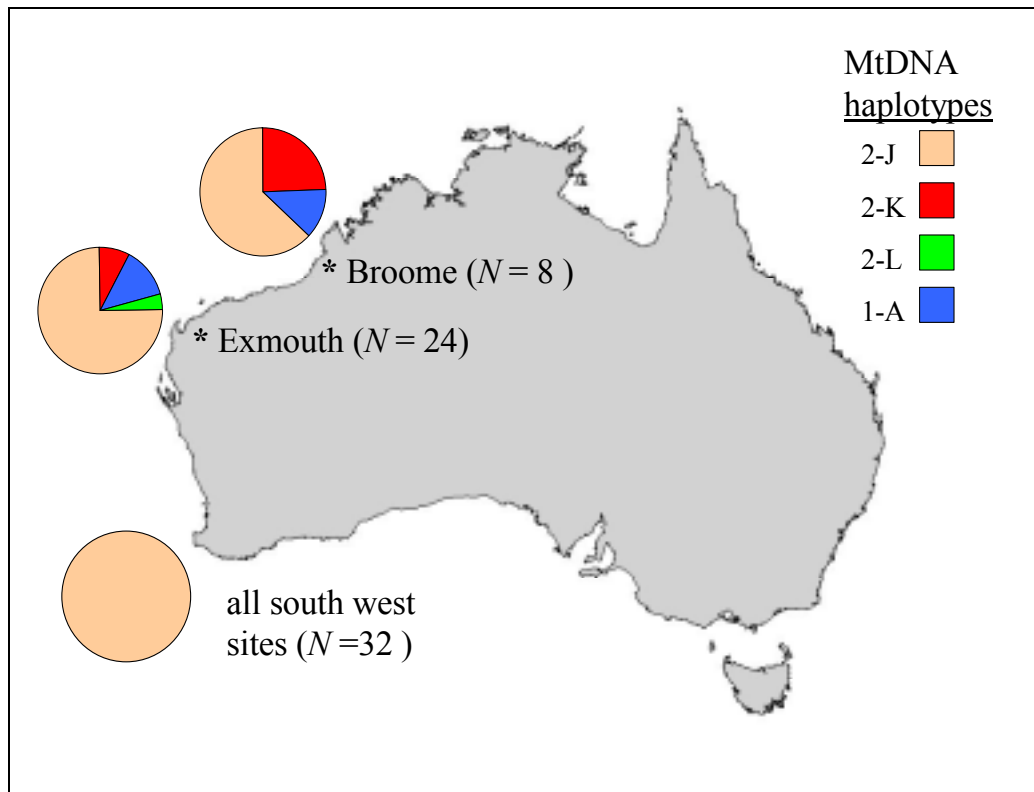 MtDNA
haplotypes
2-J
2-K
2-L
1-A
* Broome (N = 8 )
* Exmouth (N = 24)
all south west
sites (N =32 )